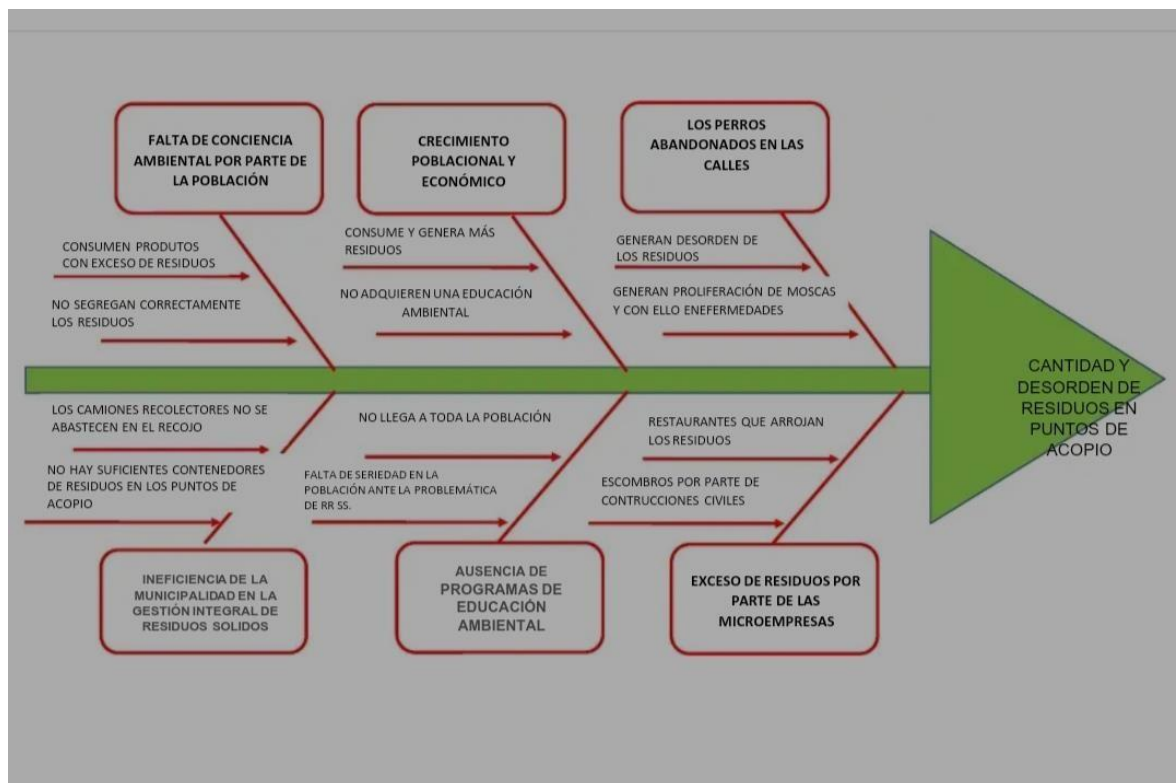 FALTA DE CONCIENCIA
AMBIENTAL POR PARTE DE
LA POBLACIÓN
CRECIMIENTO
POBLACIONAL Y
ECONÓMICO
LOS PERROS
ABANDONADOS EN LAS
CALLES
CONSUMEN PRODUTOS
CON EXCESO DE RESIDUOS
NO SEGREGAN CORRECTAMENTE
LOS RESIDUOS
CONSUME Y GENERA MÁS
RESIDUOS
NO ADQUIEREN UNA EDUCACIÓN
AMBIENTAL
GENERAN DESORDEN DE
LOS RESIDUOS
GENERAN PROLIFERACIÓN DE MOSCAS
Y CON ELLO ENEFERMEDADES
CANTIDAD Y
DESORDEN DE
RESIDUOS EN
PUNTOS DE
ACOPIO
LOS CAMIONES RECOLECTORES NO SE
ABASTECEN EN EL RECOJO
NO HAY SUFICIENTES CONTENEDORES
DE RESIDUOS EN LOS PUNTOS DE
ACOPIO
NO LLEGA A TODA LA POBLACIÓN
FALTA DE SERIEDAD EN LA
POBLACIÓN ANTE LA PROBLEMÁTICA
DE RR SS.
RESTAURANTES QUE ARROJAN
LOS RESIDUOS
ESCOMBROS POR PARTE DE
CONTRUCCIONES CIVILES
INEFICIENCIA DE LA
MUNICIPALIDAD EN LA
GESTIÓN INTEGRAL DE
RESIDUOS SOLIDOS
AUSENCIA DE
PROGRAMAS DE
EDUCACIÓN
AMBIENTAL
EXCESO DE RESIDUOS POR
PARTE DE LAS
MICROEMPRESAS